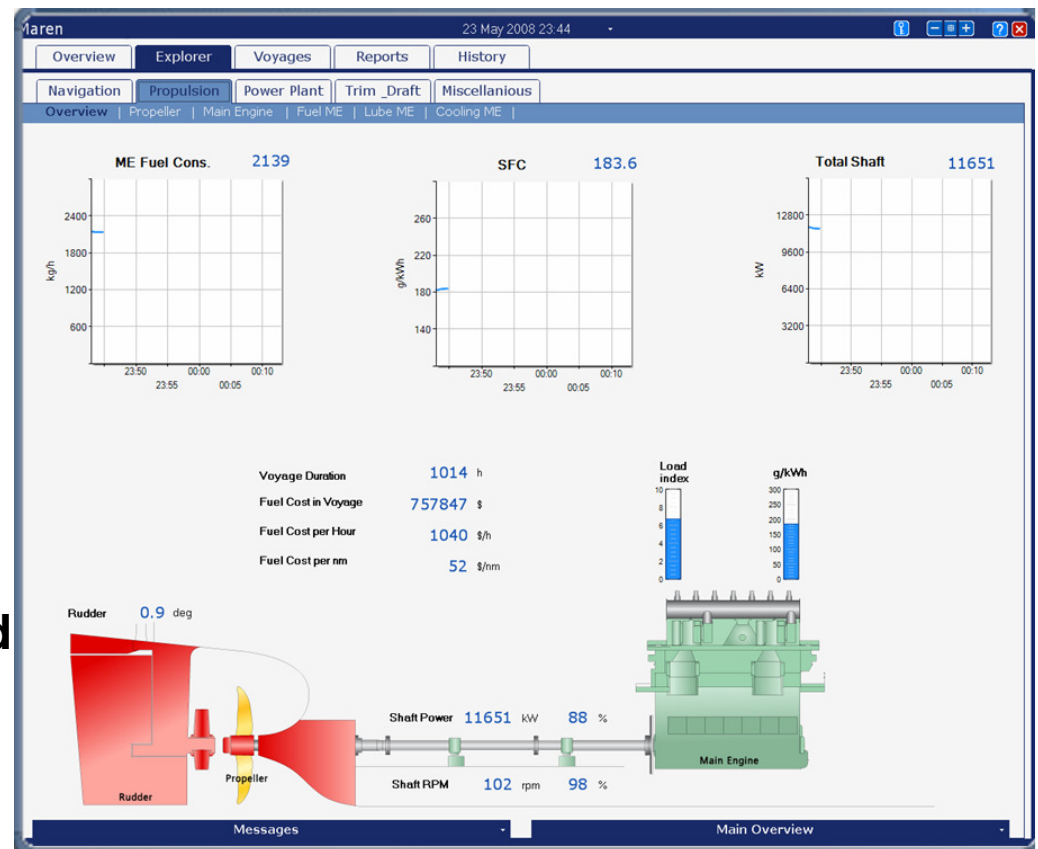 Maren 23 May 2008 23:44
Overview Explorer Voyages Reports History
Navigation Propulsion Power Plant Trim _Draft Miscellanious
Overview | Propeller | Main Engine | Fuel ME | Lube ME | Cooling ME |
ME Fuel Cons. 2139
kg/h
2400
1800
1200
600
23:50 00:00 00:10
23:55 00:05
SFC 183.6
g/kWh
260
220
180
140
23:50 00:00 00:10
23:55 00:05
Total Shaft 11651
kW
12800
9600
6400
3200
23:50 00:00 00:10
23:55 00:05
Voyage Duration 1014 h
Fuel Cost in Voyage 757847 $
Fuel Cost per Hour 1040 $/h
Fuel Cost per nm 52 $/nm
Load
index
10
8
6
4
2
0
g/kWh
300
250
200
150
100
50
0
d
Rudder 0.9 deg
Shaft Power 11651 kW 88 %
Main Engine
Propeller
Shaft RPM 102 rpm 98 %
Rudder
Messages Main Overview